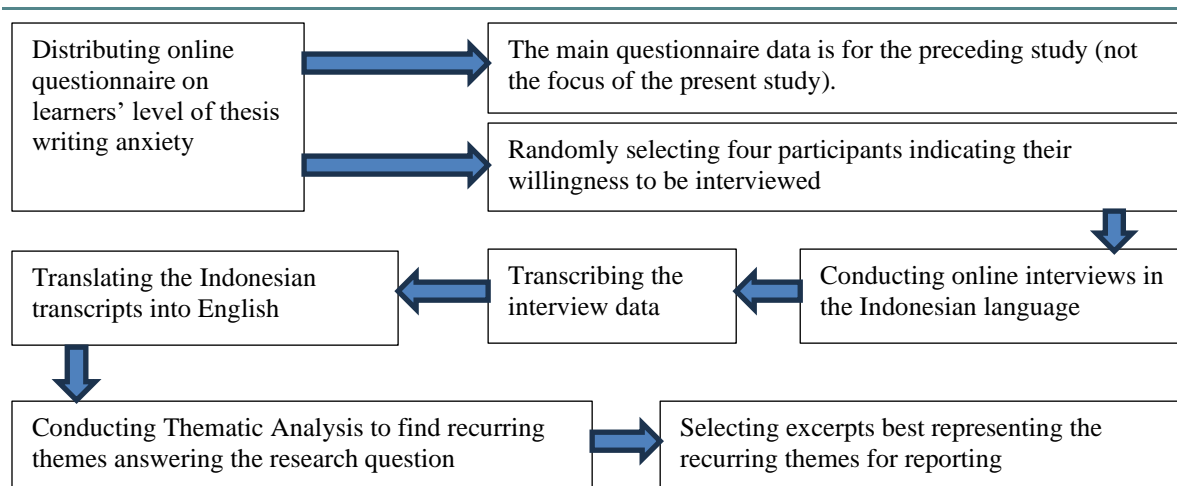 Distributing online
questionnaire on
learners’ level of thesis
writing anxiety
The main questionnaire data is for the preceding study (not
the focus of the present study).
Randomly selecting four participants indicating their
willingness to be interviewed
Conducting online interviews in
the Indonesian language
Transcribing the
interview data
Translating the Indonesian
transcripts into English
Conducting Thematic Analysis to find recurring
themes answering the research question
Selecting excerpts best representing the
recurring themes for reporting